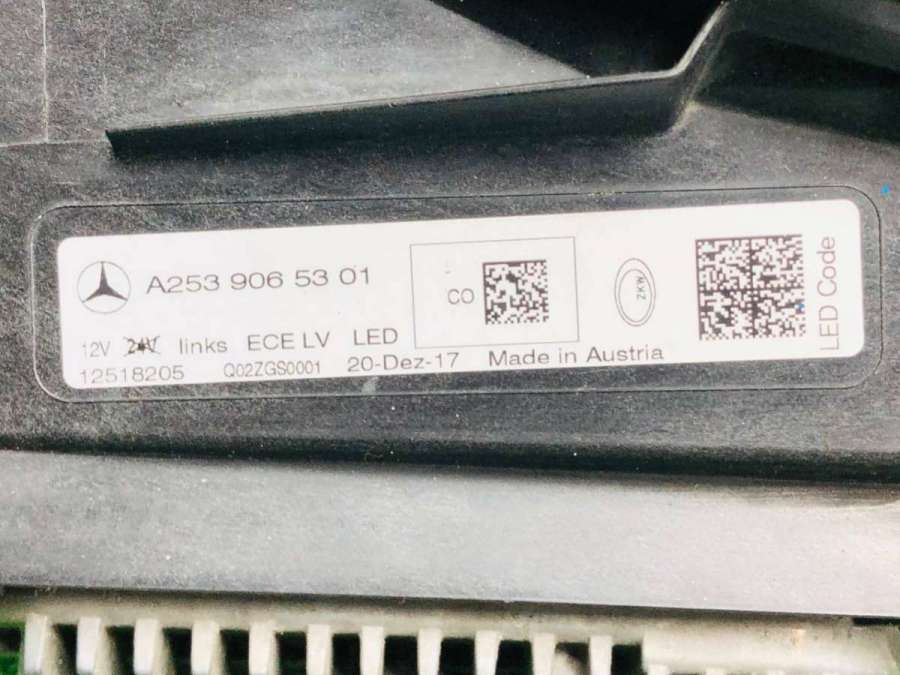 A253 906 53 01
CO
ZKW
LED Code
12V 24V links ECE LV LED
12518205 Q02ZGS0001 20-Dez-17 Made in Austria